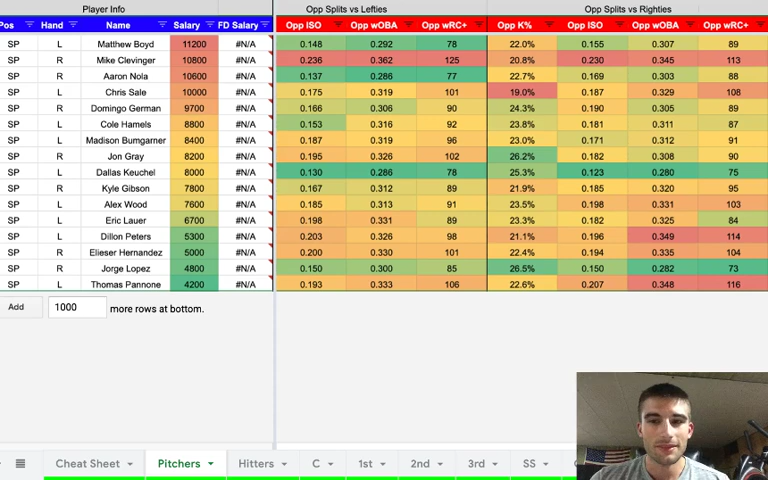 Player Info Opp Splits vs Lefties Opp Splits vs Righties
Pos Hand Name Salary FD Salary Opp ISO Opp wOBA Opp wRC+ Opp K% Opp ISO Opp wOBA Opp wRC+
SP L Matthew Boyd 11200 #N/A 0.148 0.292 78 22.0% 0.155 0.307 89
SP R Mike Clevinger 10800 #N/A 0.236 0.362 125 20.8% 0.230 0.345 113
SP R Aaron Nola 10600 #N/A 0.137 0.286 77 22.7% 0.169 0.303 88
SP L Chris Sale 10000 #N/A 0.175 0.319 101 19.0% 0.187 0.329 108
SP R Domingo German 9700 #N/A 0.166 0.306 90 24.3% 0.190 0.305 89
SP L Cole Hamels 8800 #N/A 0.153 0.316 92 23.8% 0.181 0.311 87
SP L Madison Bumgarner 8400 #N/A 0.187 0.319 96 23.0% 0.171 0.312 91
SP R Jon Gray 8200 #N/A 0.195 0.326 102 26.2% 0.182 0.308 90
SP L Dallas Keuchel 8000 #N/A 0.130 0.286 78 25.3% 0.123 0.280 75
SP R Kyle Gibson 7800 #N/A 0.167 0.312 89 21.9% 0.185 0.320 95
SP L Alex Wood 7600 #N/A 0.185 0.313 91 23.5% 0.198 0.331 103
SP L Eric Lauer 6700 #N/A 0.198 0.331 89 23.3% 0.182 0.325 84
SP L Dillon Peters 5300 #N/A 0.203 0.326 98 21.1% 0.196 0.349 114
SP R Elieser Hernandez 5000 #N/A 0.200 0.330 101 22.4% 0.194 0.335 104
SP R Jorge Lopez 4800 #N/A 0.150 0.300 85 26.5% 0.150 0.282 73
SP L Thomas Pannone 4200 #N/A 0.193 0.333 106 22.6% 0.207 0.348 116
Add 1000 more rows at bottom.
Cheat Sheet Pitchers Hitters C 1st 2nd 3rd SS